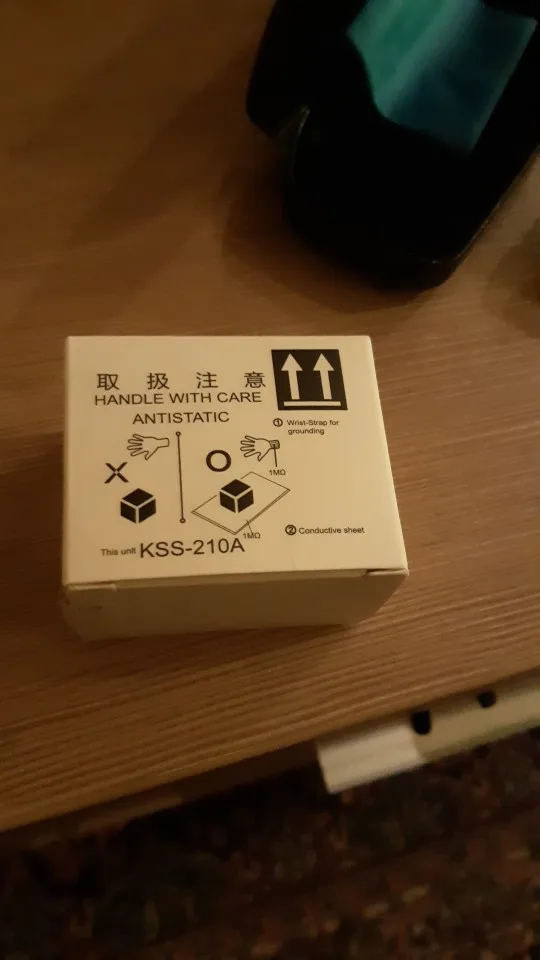 取 扱 注 意
HANDLE WITH CARE
ANTISTATIC
① Wrist-Strap for
grounding
X
O
1MΩ
1MΩ
② Conductive sheet
This unit KSS-210A